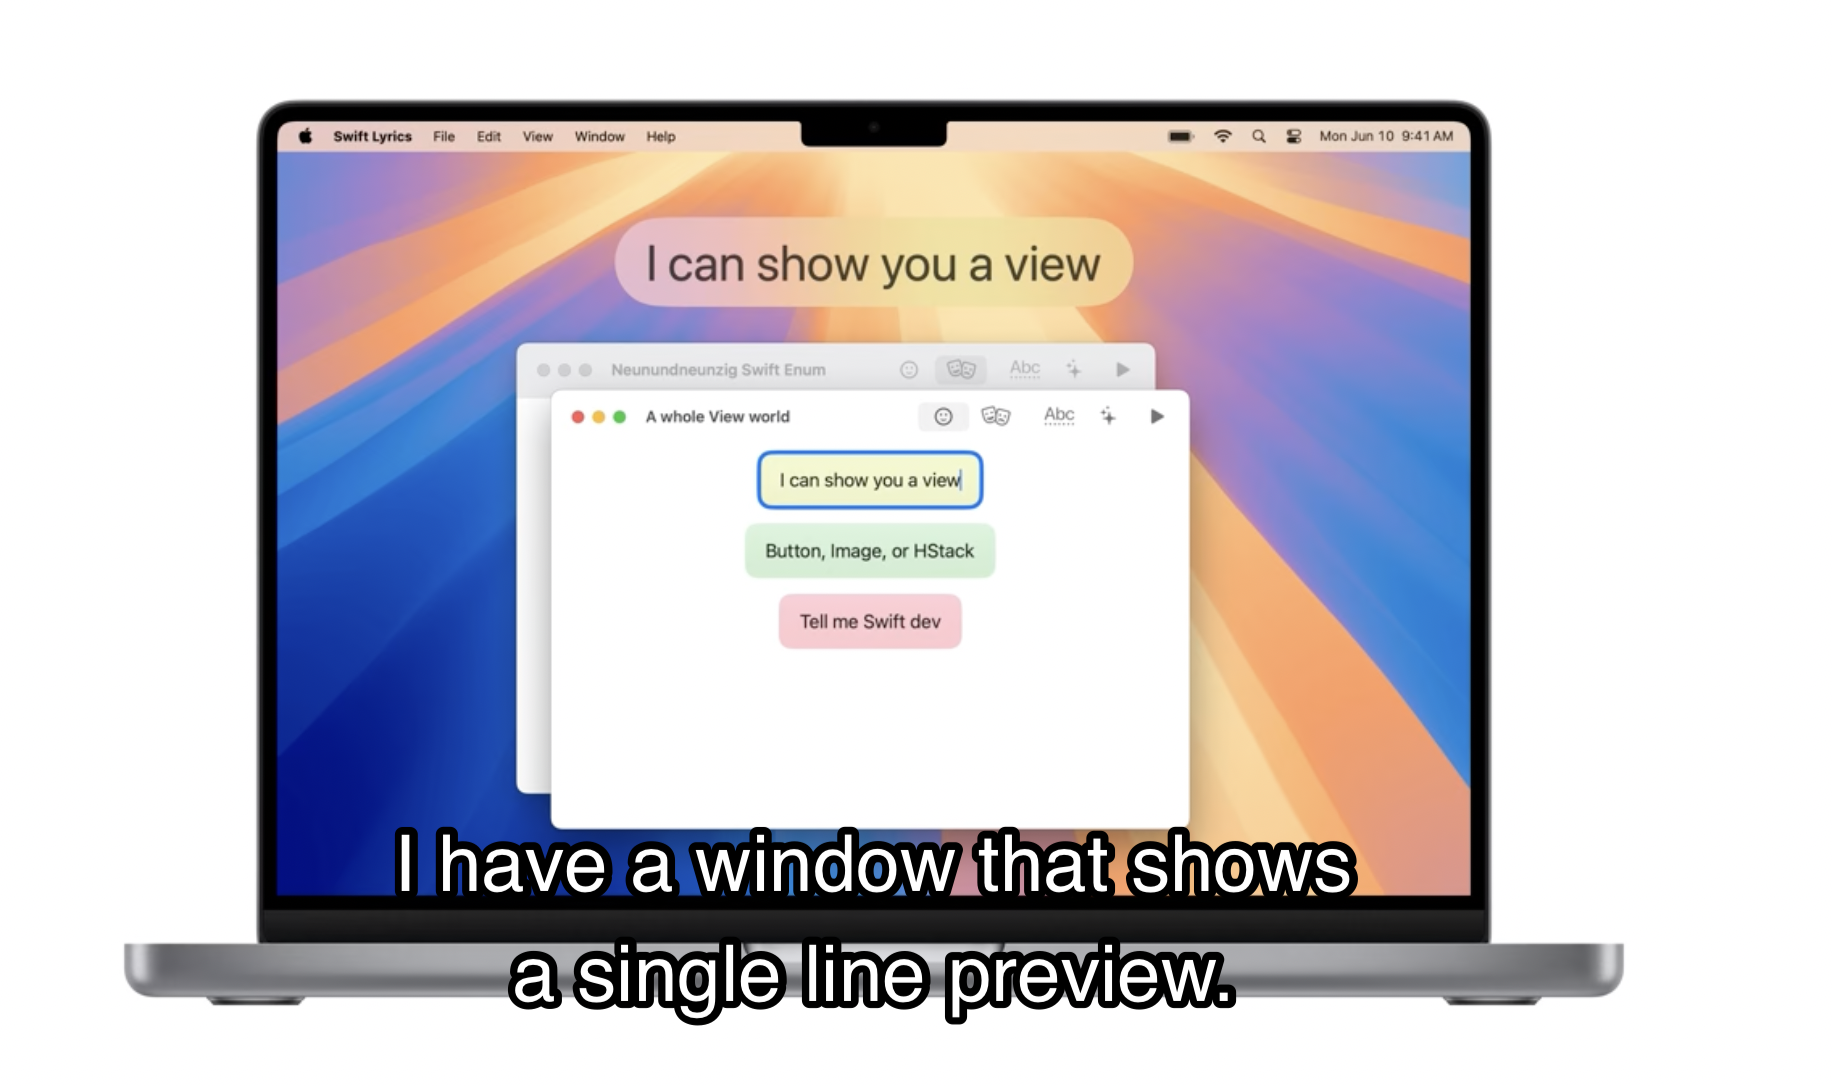 Swift Lyrics File Edit View Window Help Mon Jun 10 9:41 AM
I can show you a view
Neunundneunzig Swift Enum Abc
A whole View world Abc
I can show you a view
Button, Image, or HStack
Tell me Swift dev
I have a window that shows
a single line preview.